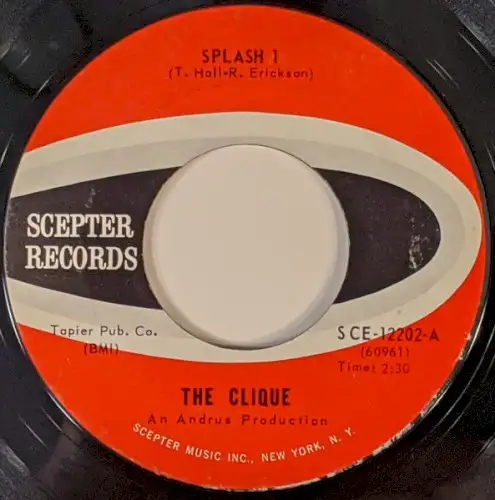 SPLASH 1
(T. Hall-R. Erickson)
SCEPTER
RECORDS
Tapier Pub. Co.
(BMI)
SCE-12202-A
(60961)
Time: 2:30
THE CLIQUE
An Andrus Production
SCEPTER MUSIC INC., NEW YORK, N. Y.